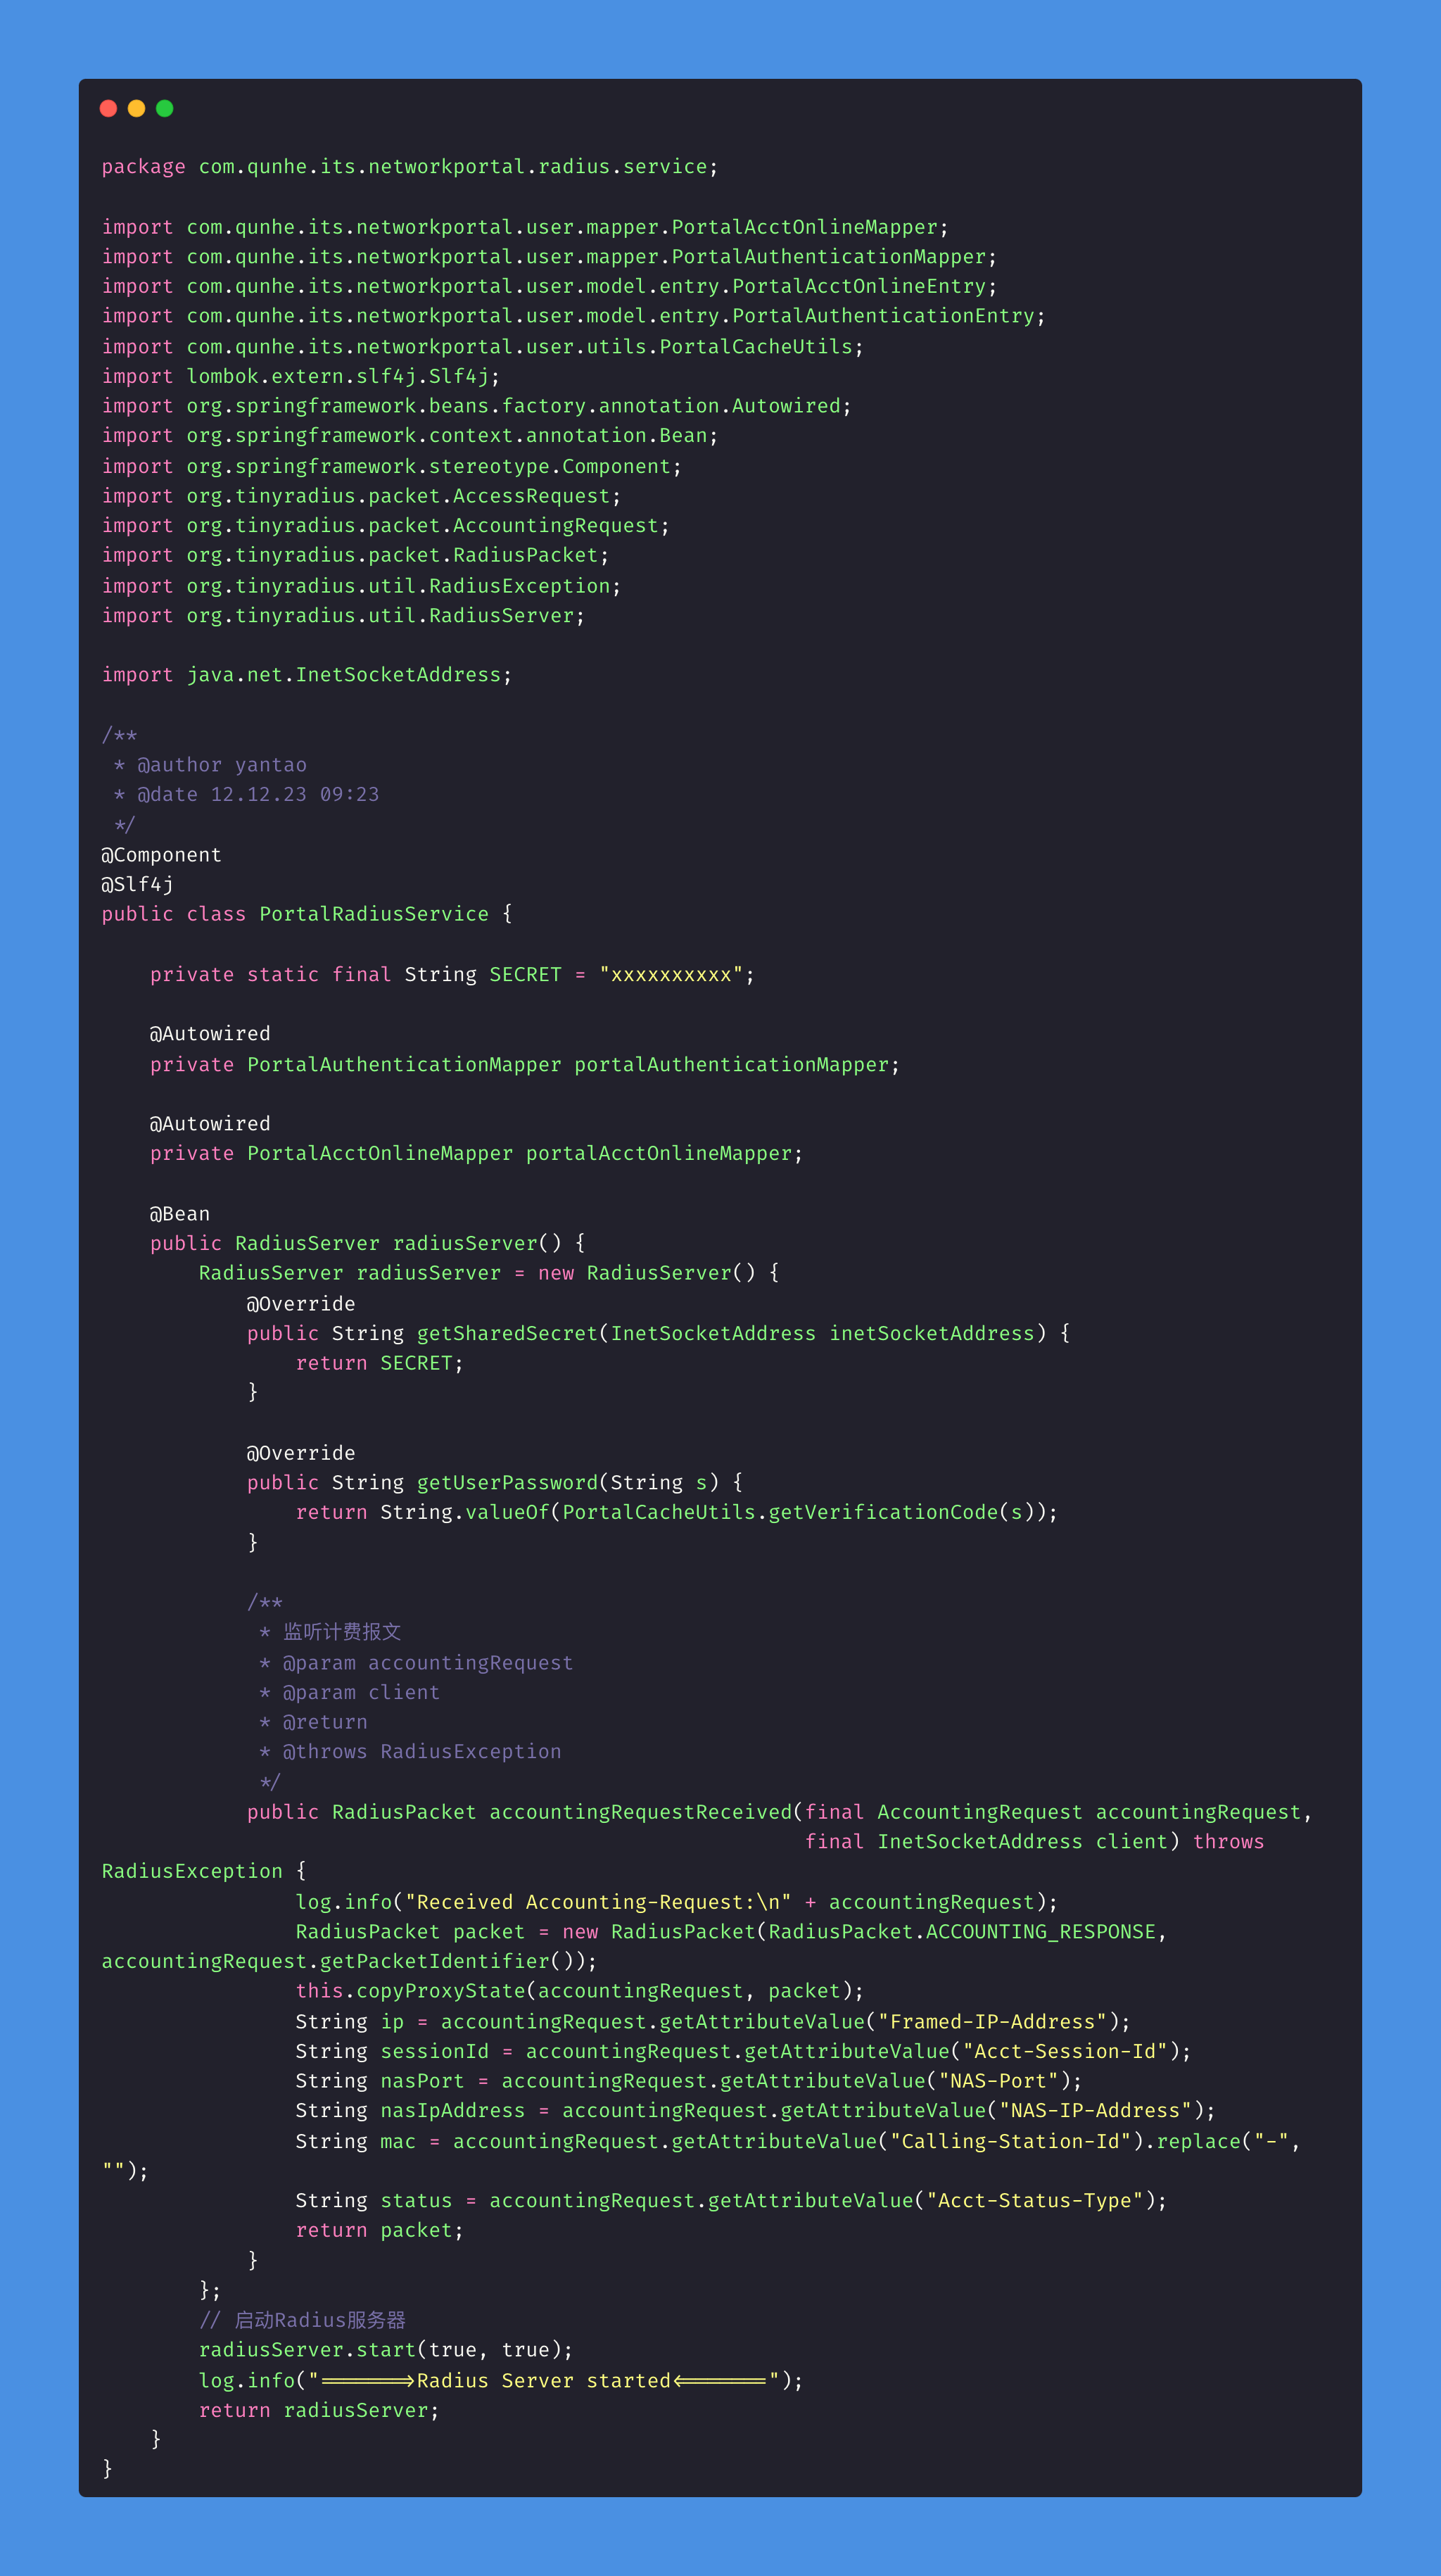 package com.qunhe.its.networkportal.radius.service;
import com.qunhe.its.networkportal.user.mapper.PortalAcctOnlineMapper;
import com.qunhe.its.networkportal.user.mapper.PortalAuthenticationMapper;
import com.qunhe.its.networkportal.user.model.entry.PortalAcctOnlineEntry;
import com.qunhe.its.networkportal.user.model.entry.PortalAuthenticationEntry;
import com.qunhe.its.networkportal.user.utils.PortalCacheUtils;
import lombok.extern.slf4j.Slf4j;
import org.springframework.beans.factory.annotation.Autowired;
import org.springframework.context.annotation.Bean;
import org.springframework.stereotype.Component;
import org.tinyradius.packet.AccessRequest;
import org.tinyradius.packet.AccountingRequest;
import org.tinyradius.packet.RadiusPacket;
import org.tinyradius.util.RadiusException;
import org.tinyradius.util.RadiusServer;
import java.net.InetSocketAddress;
/**
 * @author yantao
 * @date 12.12.23 09:23
 */
@Component
@Slf4j
public class PortalRadiusService {
    private static final String SECRET = "xxxxxxxxxx";
    @Autowired
    private PortalAuthenticationMapper portalAuthenticationMapper;
    @Autowired
    private PortalAcctOnlineMapper portalAcctOnlineMapper;
    @Bean
    public RadiusServer radiusServer() {
        RadiusServer radiusServer = new RadiusServer() {
            @Override
            public String getSharedSecret(InetSocketAddress inetSocketAddress) {
                return SECRET;
            }
            @Override
            public String getUserPassword(String s) {
                return String.valueOf(PortalCacheUtils.getVerificationCode(s));
            }
            /**
             * 监听计费报文
             * @param accountingRequest
             * @param client
             * @return
             * @throws RadiusException
             */
            public RadiusPacket accountingRequestReceived(final AccountingRequest accountingRequest,
                                                          final InetSocketAddress client) throws
RadiusException {
                log.info("Received Accounting-Request:\n" + accountingRequest);
                RadiusPacket packet = new RadiusPacket(RadiusPacket.ACCOUNTING_RESPONSE,
accountingRequest.getPacketIdentifier());
                this.copyProxyState(accountingRequest, packet);
                String ip = accountingRequest.getAttributeValue("Framed-IP-Address");
                String sessionId = accountingRequest.getAttributeValue("Acct-Session-Id");
                String nasPort = accountingRequest.getAttributeValue("NAS-Port");
                String nasIpAddress = accountingRequest.getAttributeValue("NAS-IP-Address");
                String mac = accountingRequest.getAttributeValue("Calling-Station-Id").replace("-",
"");
                String status = accountingRequest.getAttributeValue("Acct-Status-Type");
                return packet;
            }
        };
        // 启动Radius服务器
        radiusServer.start(true, true);
        log.info("=======>Radius Server started<=======");
        return radiusServer;
    }
}